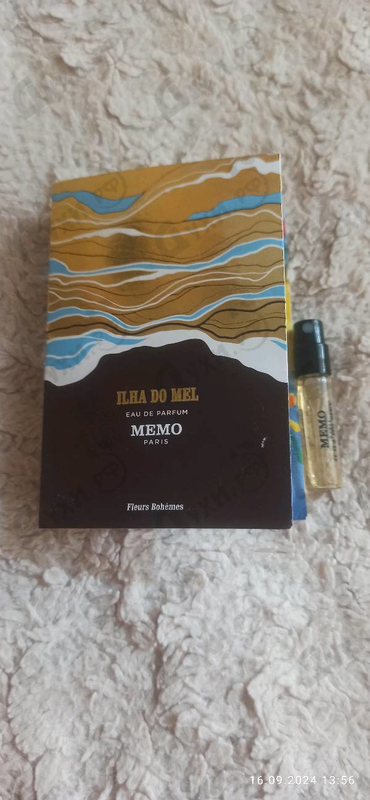 ILHA DO MEL
EAU DE PARFUM
MEMO
PARIS
Fleurs Bohèmes
MEMO
16.09.2024 13:56